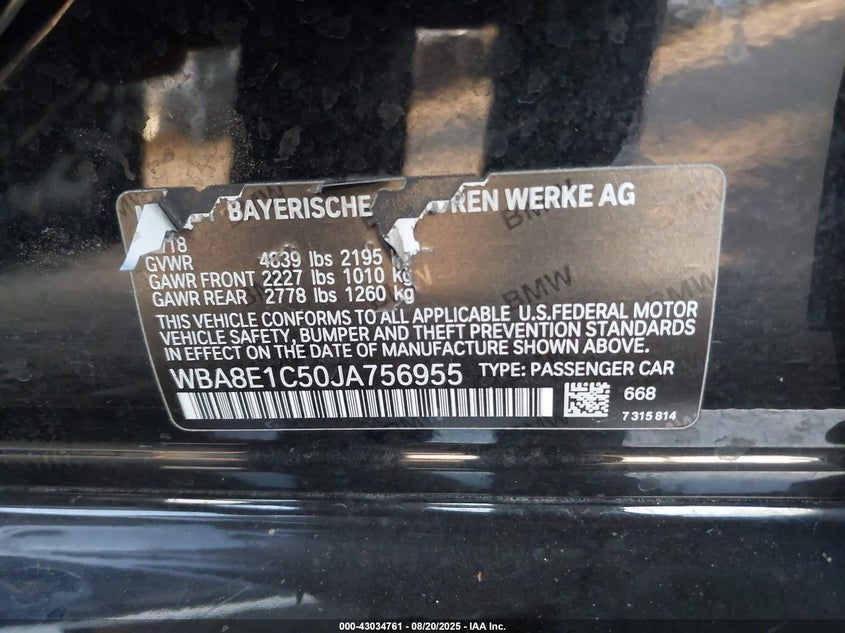 BAYERISCHE REN WERKE AG
18
GVWR 4839 lbs 2195
GAWR FRONT 2227 lbs 1010 kg
GAWR REAR 2778 lbs 1260 kg
THIS VEHICLE CONFORMS TO ALL APPLICABLE U.S.FEDERAL MOTOR
VEHICLE SAFETY, BUMPER AND THEFT PREVENTION STANDARDS
IN EFFECT ON THE DATE OF MANUFACTURE SHOWN ABOVE.
WBA8E1C50JA756955 TYPE: PASSENGER CAR
668
7 315 814
000-43034761 - 08/20/2025 - IAA Inc.